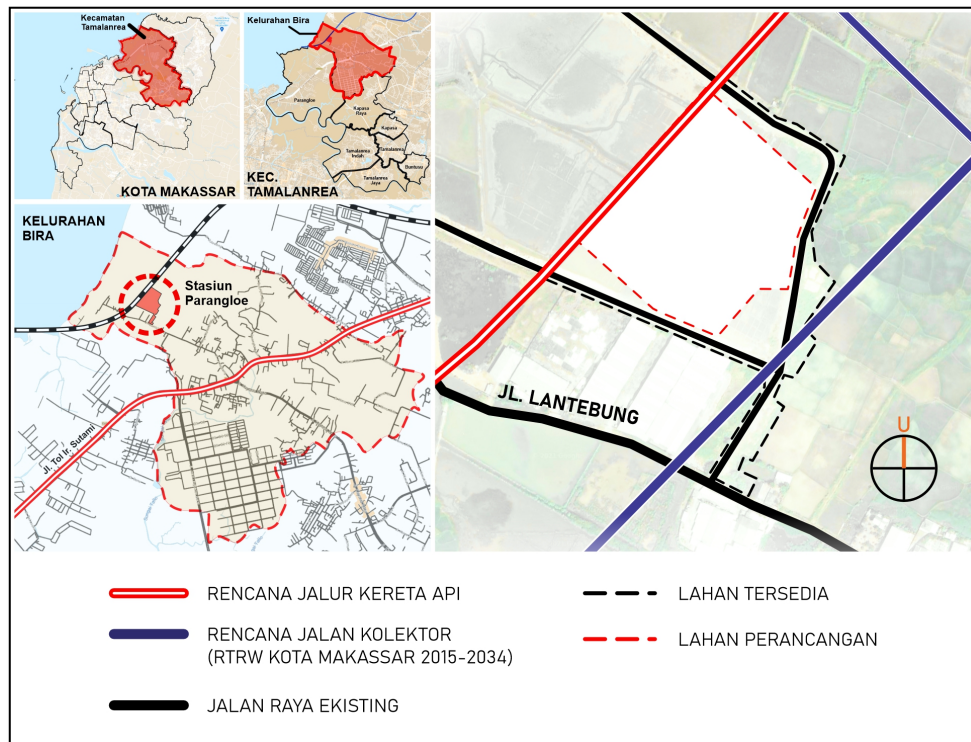 Kecamatan
Tamalanrea
KOTA MAKASSAR
Kelurahan Bira
Parangloe
Kapasa
Raya
Kapasa
Tamalanrea
Indah
Tamalanrea
Buntusu
Tamalanrea
Jaya
KEC.
TAMALANREA
KELURAHAN
BIRA
Stasiun
Parangloe
Jl. Tol Ir. Sutami
JL. LANTEBUNG
U
RENCANA JALUR KERETA API
RENCANA JALAN KOLEKTOR
(RTRW KOTA MAKASSAR 2015-2034)
JALAN RAYA EKISTING
LAHAN TERSEDIA
LAHAN PERANCANGAN